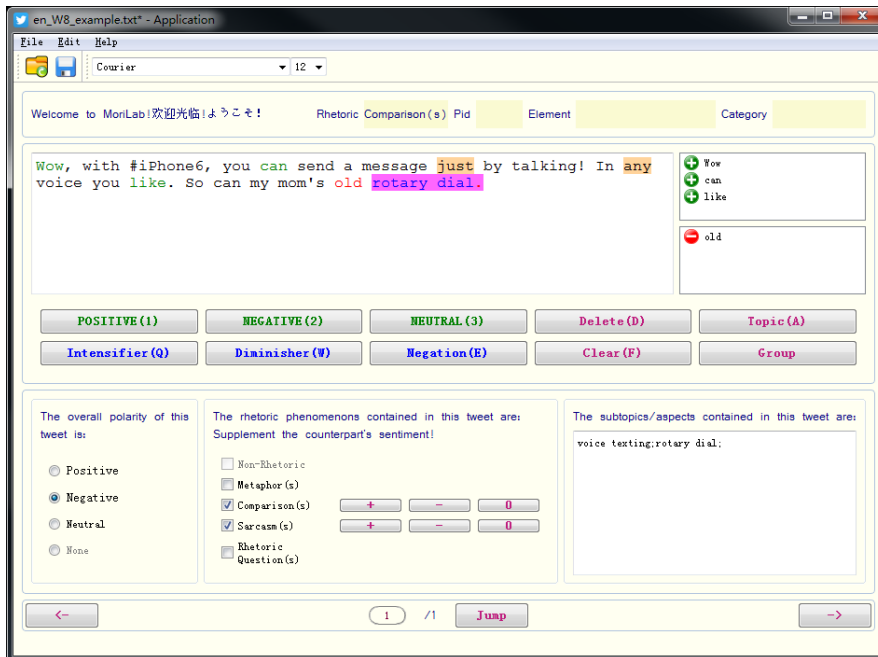 en_W8_example.txt* - Application
File Edit Help
Courier 12
Welcome to MoriLab!欢迎光临!ようこそ! Rhetoric Comparison(s) Pid Element Category
Wow, with #iPhone6, you can send a message just by talking! In any
voice you like. So can my mom's old rotary dial.
Wow
can
like
old
POSITIVE(1) NEGATIVE(2) NEUTRAL(3) Delete(D) Topic(A)
Intensifier(Q) Diminisher(W) Negation(E) Clear(F) Group
The overall polarity of this
tweet is:
Positive
Negative
Neutral
None
The rhetoric phenomenons contained in this tweet are:
Supplement the counterpart's sentiment!
Non-Rhetoric
Metaphor(s)
Comparison(s) + - 0
Sarcasm(s) + - 0
Rhetoric
Question(s)
The subtopics/aspects contained in this tweet are:
voice texting;rotary dial;
<- 1 /1 Jump ->